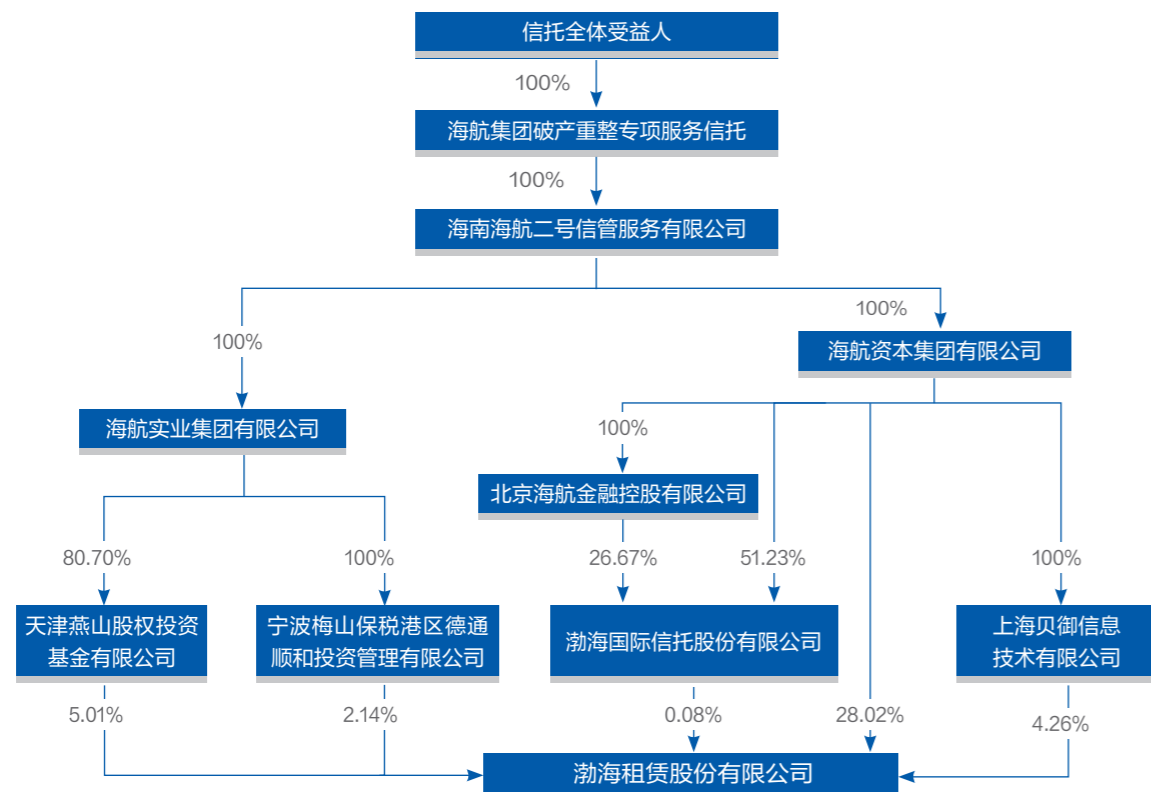 信托全体受益人
100%
海航集团破产重整专项服务信托
100%
海南海航二号信管服务有限公司
100%
100%
海航资本集团有限公司
海航实业集团有限公司
100%
北京海航金融控股有限公司
80.70%
100%
26.67%
51.23%
100%
天津燕山股权投资
基金有限公司
宁波梅山保税港区德通
顺和投资管理有限公司
渤海国际信托股份有限公司
上海贝御信息
技术有限公司
5.01%
2.14%
0.08%
28.02%
4.26%
渤海租赁股份有限公司